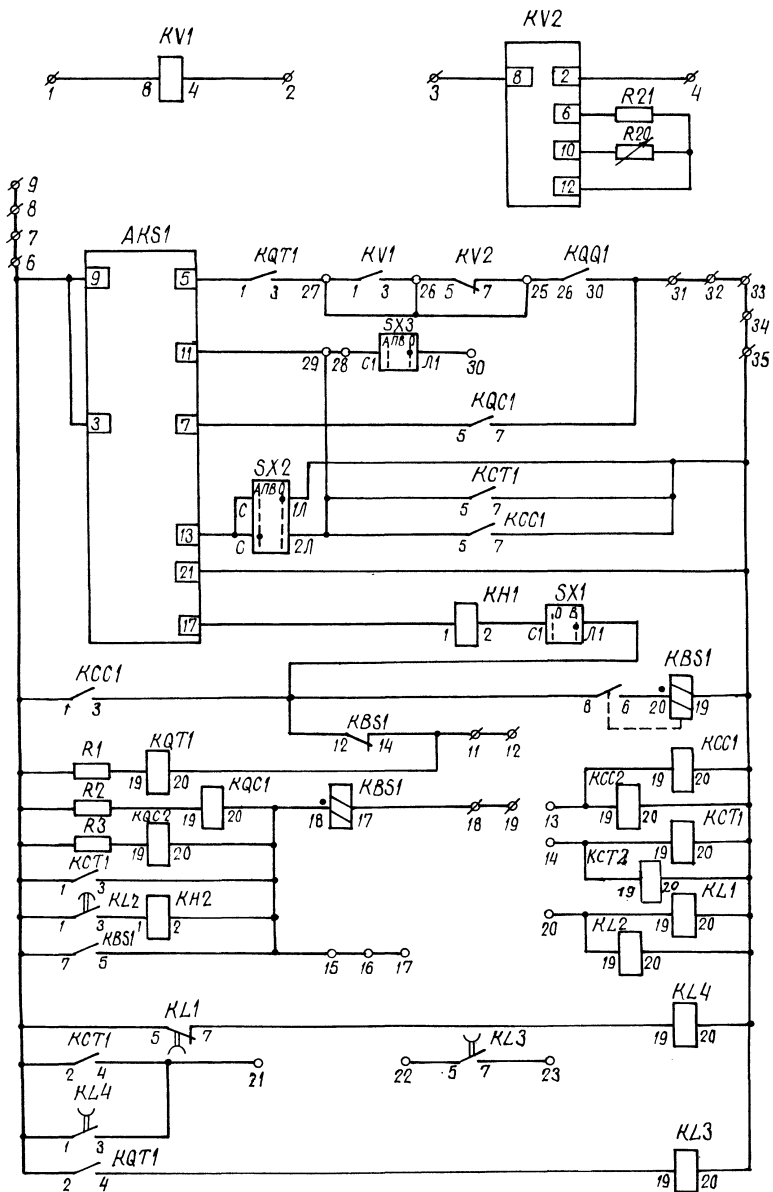 KV1
8 4
1 2
KV2
8 2
3 4
6 R21
10 R20
12
9
8
7
6
AKS1
9 5
KQT1 KV1 KV2 KQQ1
1 3 27 1 3 26 5 7 25 26 30 31 32 33
34
SX3
АПВ О
11 29 28 С1 Л1 30
35
KQC1
3 7 5 7
SX2
АПВ О
С 1Л
KCT1
5 7
13 С 2Л
KCC1
5 7
21
KH1 SX1
О В
17 1 2 С1 Л1
KCC1 KBS1
1 3 8 6 20 19
KBS1
12 14 11 12
R1 KQT1
19 20
KCC1
19 20
R2 KQC1 KBS1 KCC2
19 20 18 17 18 19 13 19 20
R3 KQC2
19 20
KCT1
14 19 20
KCT1
1 3
KCT2
19 20
KL2 KH2
1 3 1 2
KL1
20 19 20
KBS1
7 5 15 16 17
KL2
19 20
KL1
5 7
KL4
19 20
KCT1
2 4 21
KL3
22 5 7 23
KL4
1 3
KQT1
2 4
KL3
19 20